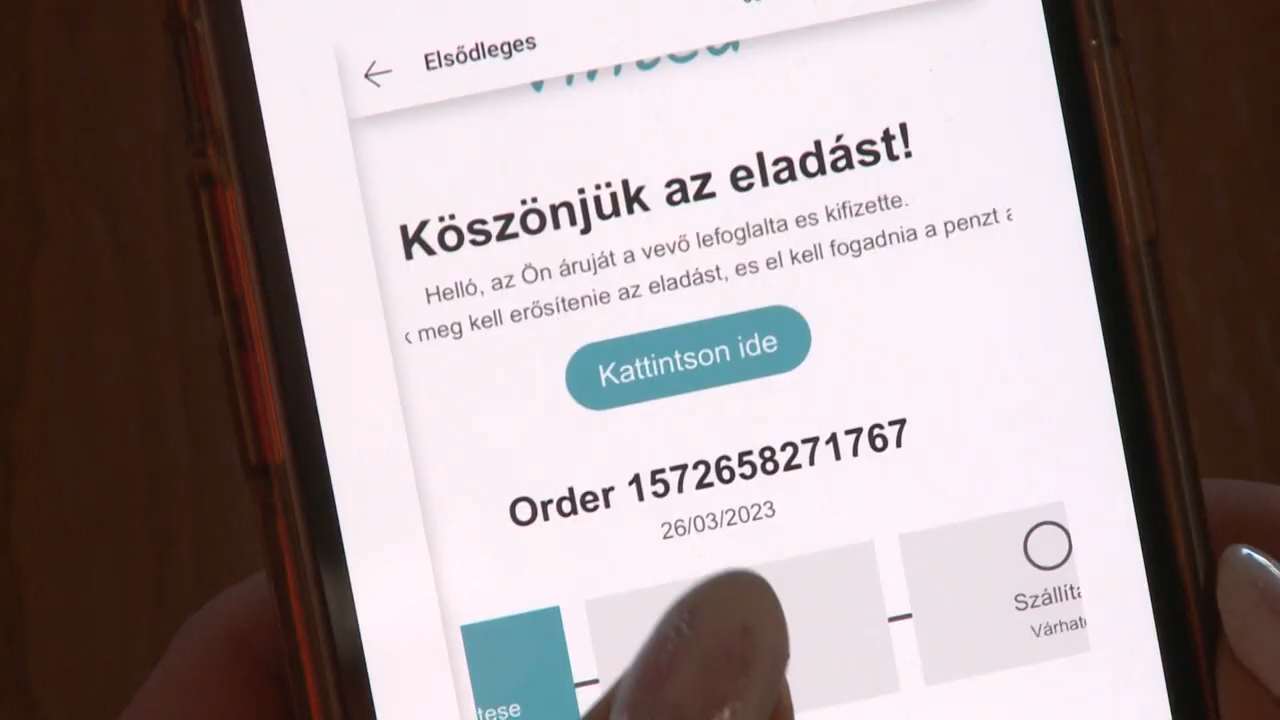 Elsődleges
Köszönjük az eladást!
Helló, az Ön áruját a vevő lefoglalta es kifizette.
meg kell erősítenie az eladást, es el kell fogadnia a penzt
Kattintson ide
Order 1572658271767
26/03/2023